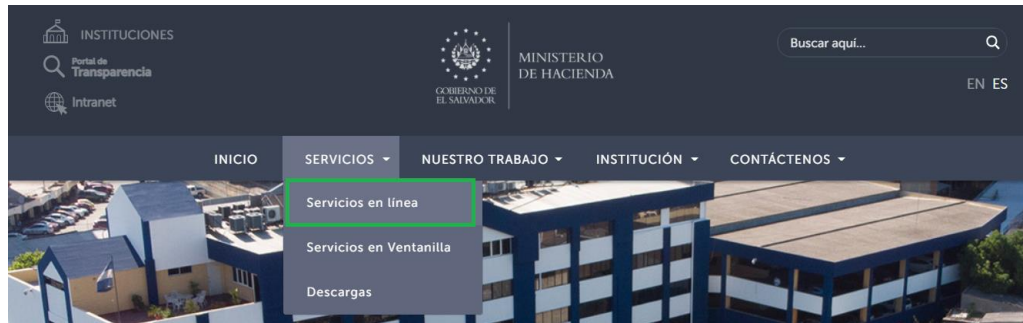 INSTITUCIONES
Portal de
Transparencia
Intranet
GOBIERNO DE
EL SALVADOR
MINISTERIO
DE HACIENDA
Buscar aquí...
EN ES
INICIO SERVICIOS NUESTRO TRABAJO INSTITUCIÓN CONTÁCTENOS
Servicios en línea
Servicios en Ventanilla
Descargas